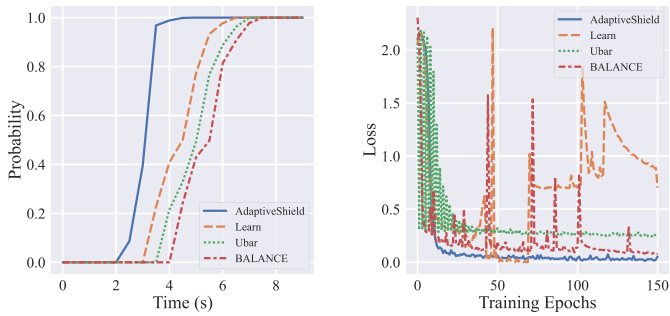 1.0
0.8
0.6
0.4
0.2
0.0
Probability
0 2 4 6 8
Time (s)
AdaptiveShield
Learn
Ubar
BALANCE
2.0
1.5
1.0
0.5
0.0
Loss
0 50 100 150
Training Epochs
AdaptiveShield
Learn
Ubar
BALANCE